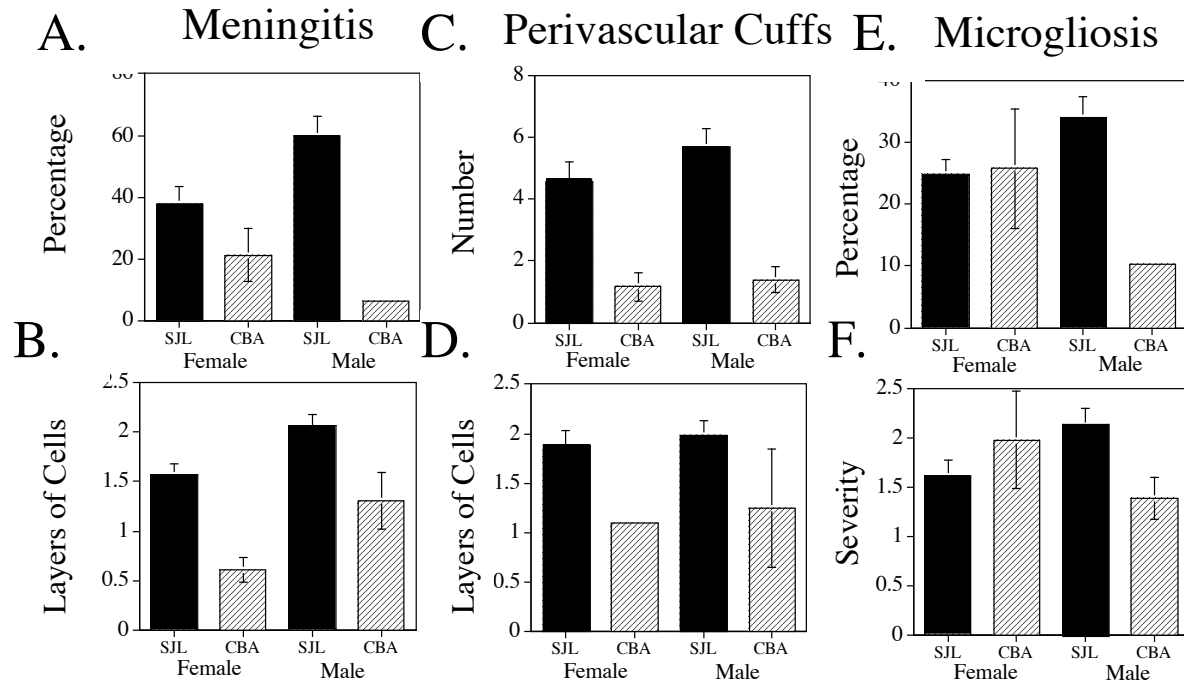 A. Meningitis
Percentage
80
60
40
20
0
SJL CBA SJL CBA
Female Male
B.
Layers of Cells
2.5
2
1.5
1
0.5
0
SJL CBA SJL CBA
Female Male
C. Perivascular Cuffs
Number
8
6
4
2
0
SJL CBA SJL CBA
Female Male
D.
Layers of Cells
2.5
2
1.5
1
0.5
0
SJL CBA SJL CBA
Female Male
E. Microgliosis
Percentage
40
30
20
10
0
SJL CBA SJL CBA
Female Male
F.
Severity
2.5
2
1.5
1
0.5
0
SJL CBA SJL CBA
Female Male